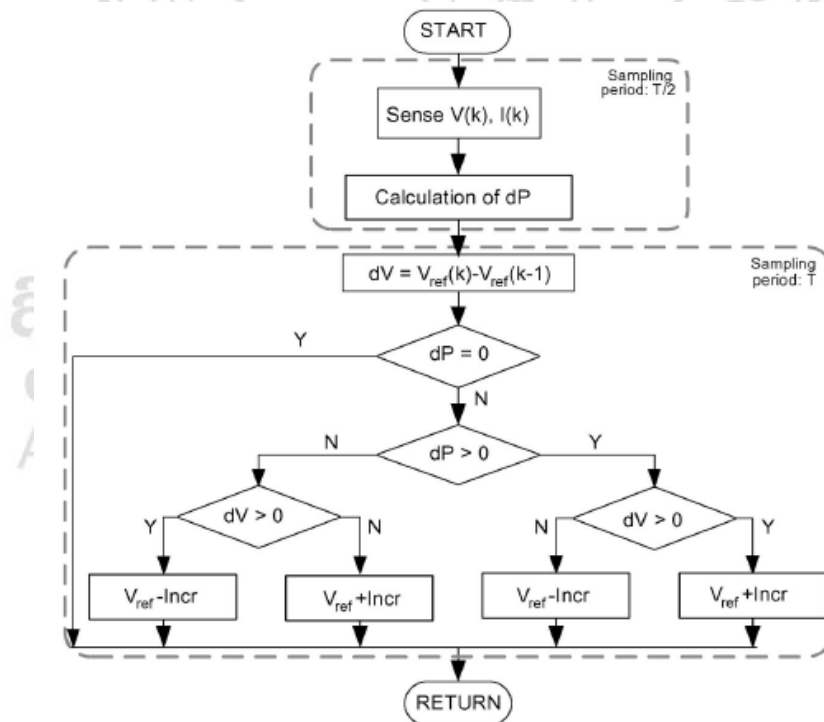 START
Sampling
period: T/2
Sense V(k), I(k)
Calculation of dP
dV = Vref(k)-Vref(k-1)
Sampling
period: T
Y
dP = 0
N
N
dP > 0
Y
dV > 0
dV > 0
Y
N
N
Y
Vref-Incr
Vref+Incr
Vref-Incr
Vref+Incr
RETURN